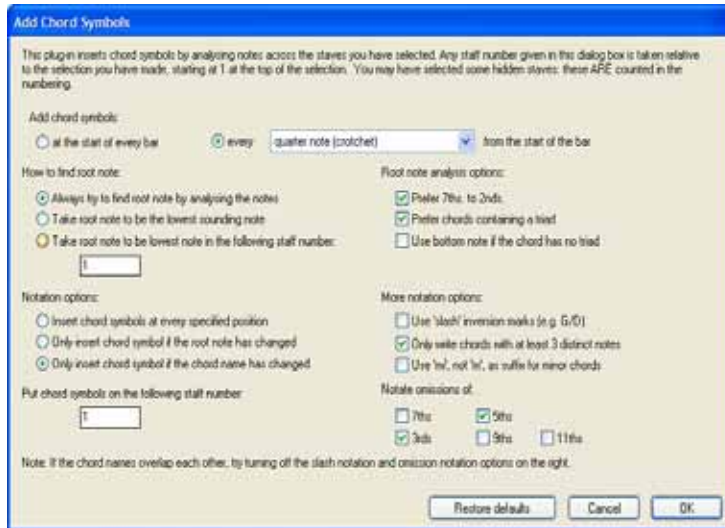 Add Chord Symbols
This plug-in inserts chord symbols by analysing notes across the staves you have selected. Any staff number given in this dialog box is taken relative
to the selection you have made, starting at 1 at the top of the selection. You may have selected some hidden staves: these ARE counted in the
numbering.
Add chord symbols:
at the start of every bar
every
quarter note (crotchet)
from the start of the bar
How to find root note:
Root note analysis options:
Always try to find root note by analysing the notes
Prefer 7ths. to 2nds.
Take root note to be the lowest sounding note
Prefer chords containing a triad
Take root note to be lowest note in the following staff number:
Use bottom note if the chord has no triad
1
Notation options:
More notation options:
Insert chord symbols at every specified position
Use 'slash' inversion marks (e.g. G/D)
Only insert chord symbol if the root note has changed
Only write chords with at least 3 distinct notes
Only insert chord symbol if the chord name has changed
Use 'mi', not 'm', as suffix for minor chords
Put chord symbols on the following staff number
Notate omissions of:
1
7ths
5ths
3rds
9ths
11ths
Note: If the chord names overlap each other, by turning off the slash notation and omission notation options on the right.
Restore defaults
Cancel
OK